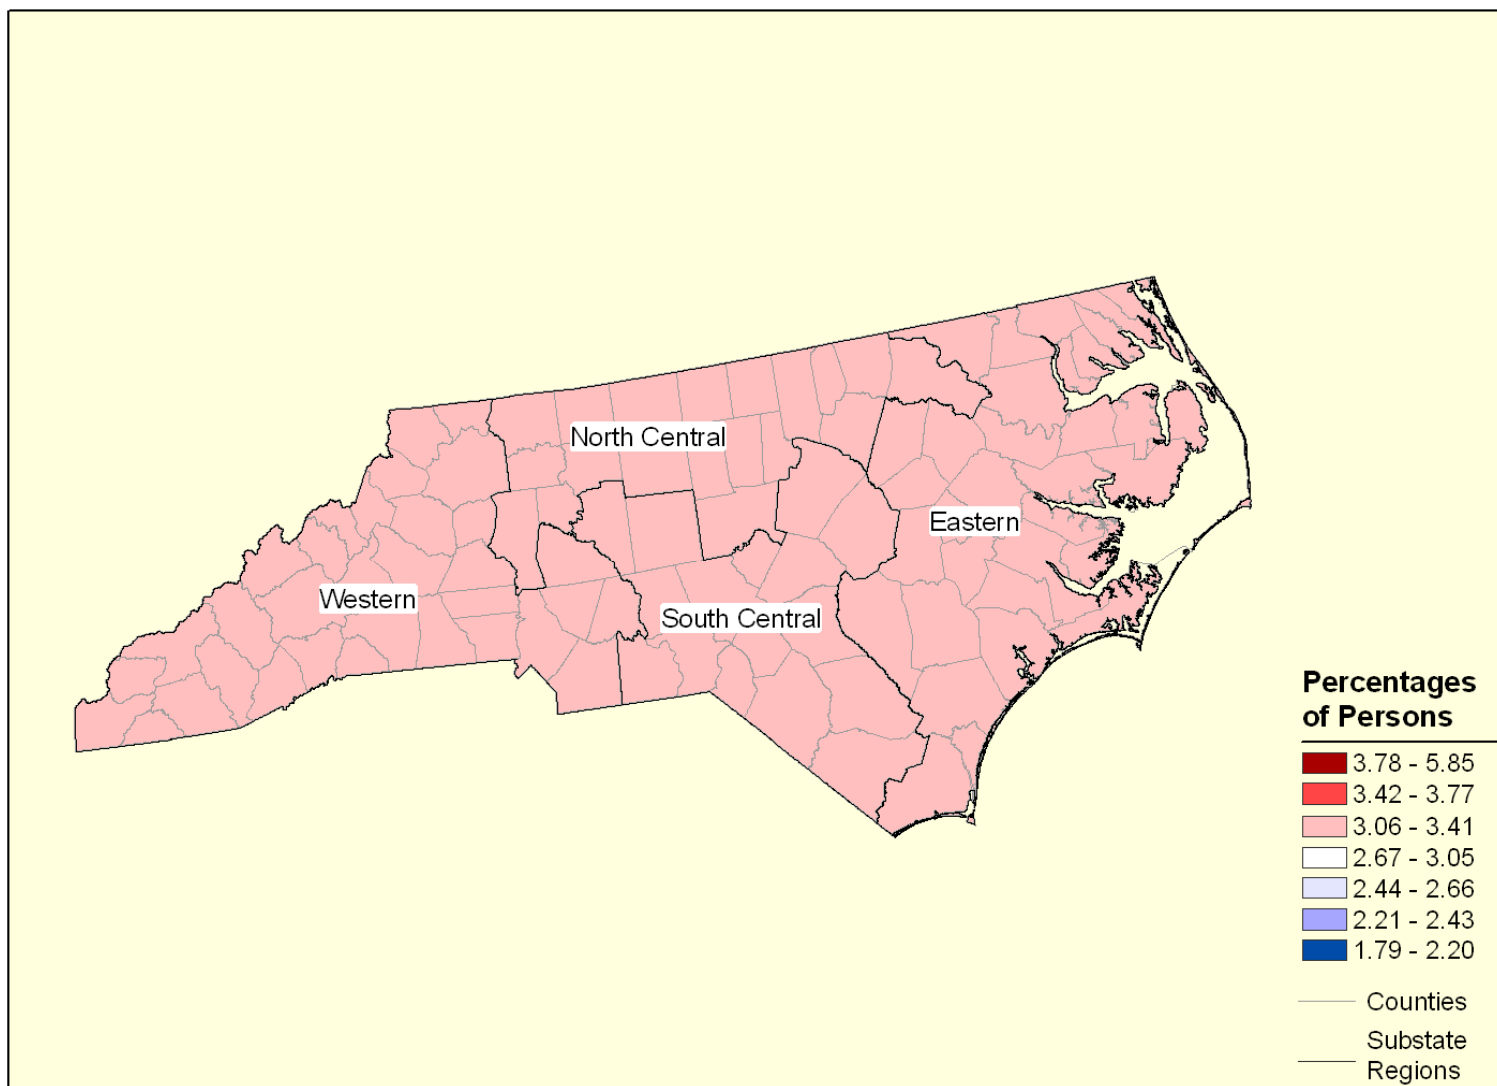 North Central
Eastern
Western
South Central
Percentages
of Persons
3.78 - 5.85
3.42 - 3.77
3.06 - 3.41
2.67 - 3.05
2.44 - 2.66
2.21 - 2.43
1.79 - 2.20
Counties
Substate
Regions